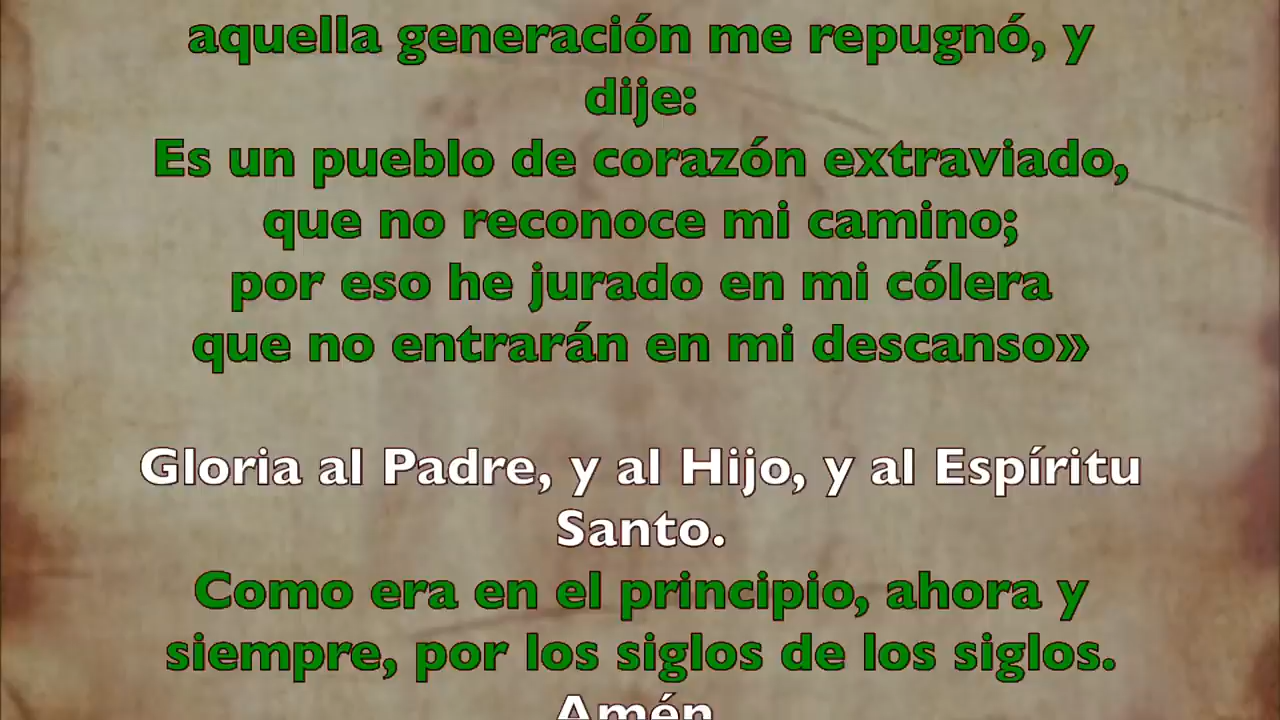 aquella generación me repugnó, y
dije:
Es un pueblo de corazón extraviado,
que no reconoce mi camino;
por eso he jurado en mi cólera
que no entrarán en mi descanso»
Gloria al Padre, y al Hijo, y al Espíritu
Santo.
Como era en el principio, ahora y
siempre, por los siglos de los siglos.
Amén